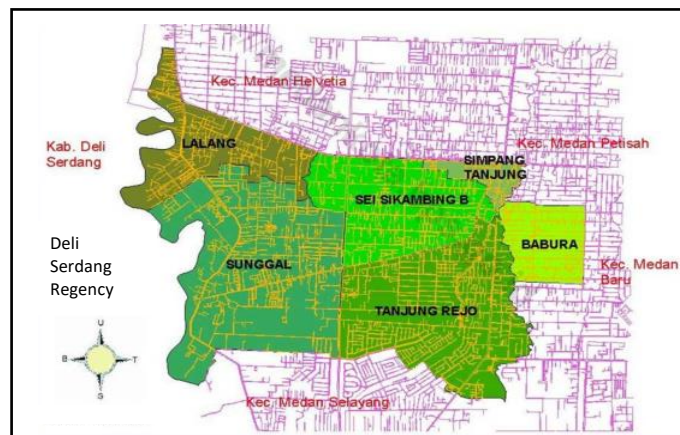 Kec. Medan Helvetia
Kab. Deli
Serdang
LALANG
Kec. Medan Petisah
SIMPANG
TANJUNG
SEI SIKAMBING B
BABURA
Deli
Serdang
Regency
SUNGGAL
Kec. Medan
Baru
TANJUNG REJO
U
B
T
S
Kec. Medan Selayang